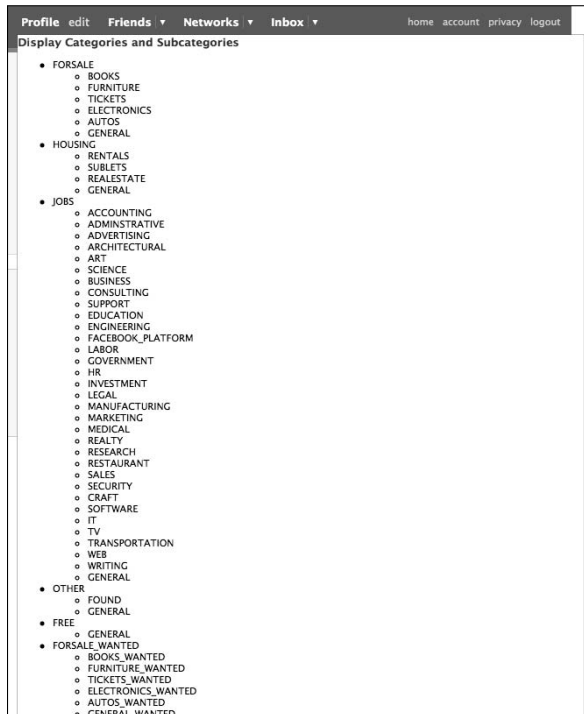 Profile edit Friends ▾ Networks ▾ Inbox ▾ home account privacy logout
Display Categories and Subcategories
FORSALE
BOOKS
FURNITURE
TICKETS
ELECTRONICS
AUTOS
GENERAL
HOUSING
RENTALS
SUBLETS
REALESTATE
GENERAL
JOBS
ACCOUNTING
ADMINSTRATIVE
ADVERTISING
ARCHITECTURAL
ART
SCIENCE
BUSINESS
CONSULTING
SUPPORT
EDUCATION
ENGINEERING
FACEBOOK_PLATFORM
LABOR
GOVERNMENT
HR
INVESTMENT
LEGAL
MANUFACTURING
MARKETING
MEDICAL
REALTY
RESEARCH
RESTAURANT
SALES
SECURITY
CRAFT
SOFTWARE
IT
TV
TRANSPORTATION
WEB
WRITING
GENERAL
OTHER
FOUND
GENERAL
FREE
GENERAL
FORSALE_WANTED
BOOKS_WANTED
FURNITURE_WANTED
TICKETS_WANTED
ELECTRONICS_WANTED
AUTOS_WANTED
GENERAL_WANTED